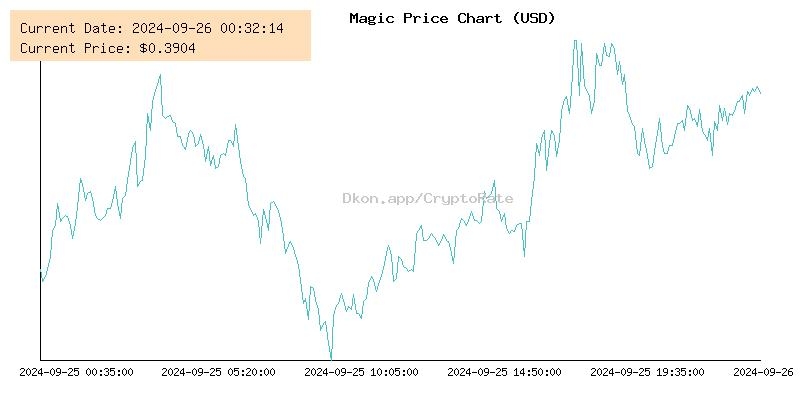 Magic Price Chart (USD)
Current Date: 2024-09-26 00:32:14
Current Price: $0.3904
Dkon.app/CryptoRate
2024-09-25 00:35:00
2024-09-25 05:20:00
2024-09-25 10:05:00
2024-09-25 14:50:00
2024-09-25 19:35:00
2024-09-26